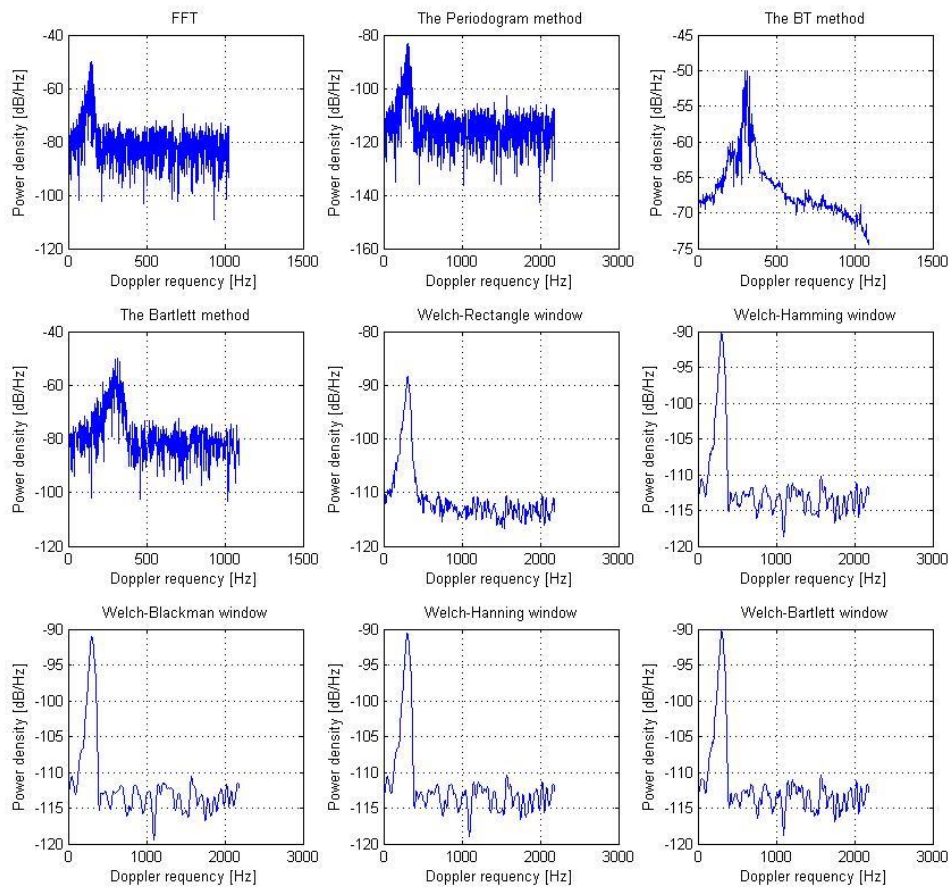 FFT
Power density [dB/Hz]
-40
-60
-80
-100
-120
0 500 1000 1500
Doppler requency [Hz]
The Periodogram method
Power density [dB/Hz]
-80
-100
-120
-140
-160
0 1000 2000 3000
Doppler requency [Hz]
The BT method
Power density [dB/Hz]
-45
-50
-55
-60
-65
-70
-75
0 500 1000 1500
Doppler requency [Hz]
The Bartlett method
Power density [dB/Hz]
-40
-60
-80
-100
-120
0 500 1000 1500
Doppler requency [Hz]
Welch-Rectangle window
Power density [dB/Hz]
-80
-90
-100
-110
-120
0 1000 2000 3000
Doppler requency [Hz]
Welch-Hamming window
Power density [dB/Hz]
-90
-95
-100
-105
-110
-115
-120
0 1000 2000 3000
Doppler requency [Hz]
Welch-Blackman window
Power density [dB/Hz]
-90
-95
-100
-105
-110
-115
-120
0 1000 2000 3000
Doppler requency [Hz]
Welch-Hanning window
Power density [dB/Hz]
-90
-95
-100
-105
-110
-115
-120
0 1000 2000 3000
Doppler requency [Hz]
Welch-Bartlett window
Power density [dB/Hz]
-90
-95
-100
-105
-110
-115
-120
0 1000 2000 3000
Doppler requency [Hz]